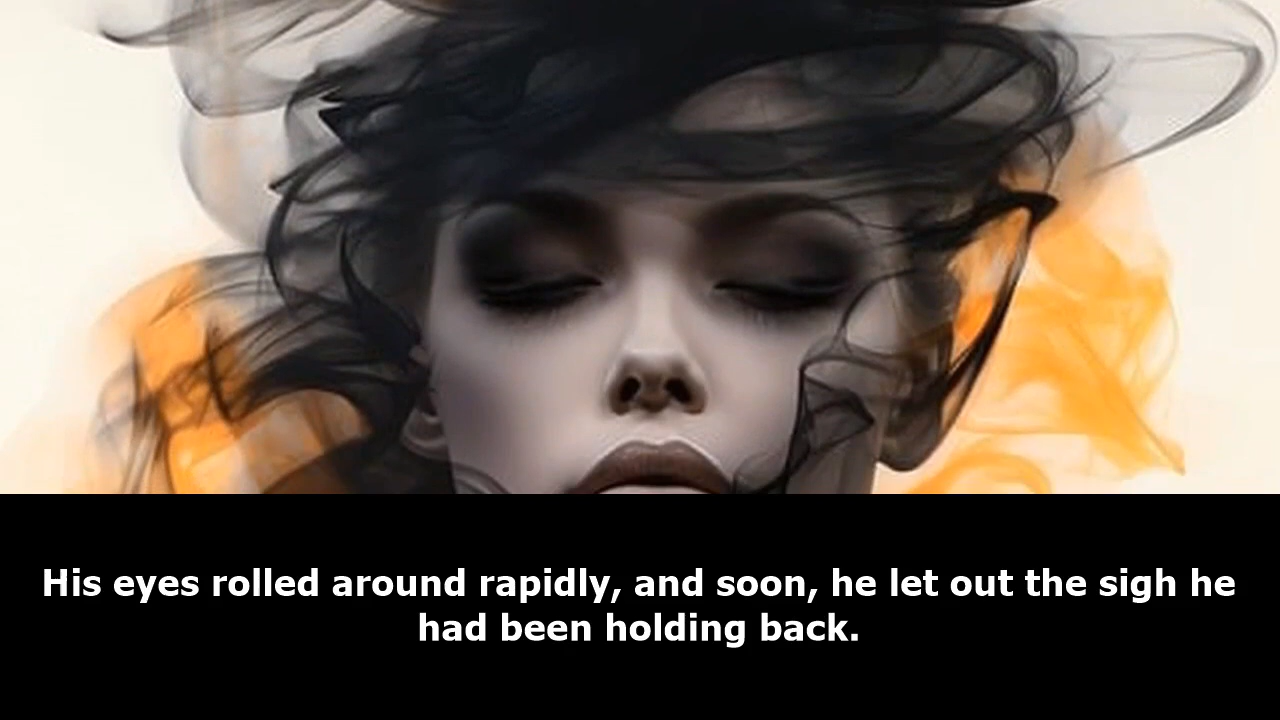 His eyes rolled around rapidly, and soon, he let out the sigh he
had been holding back.